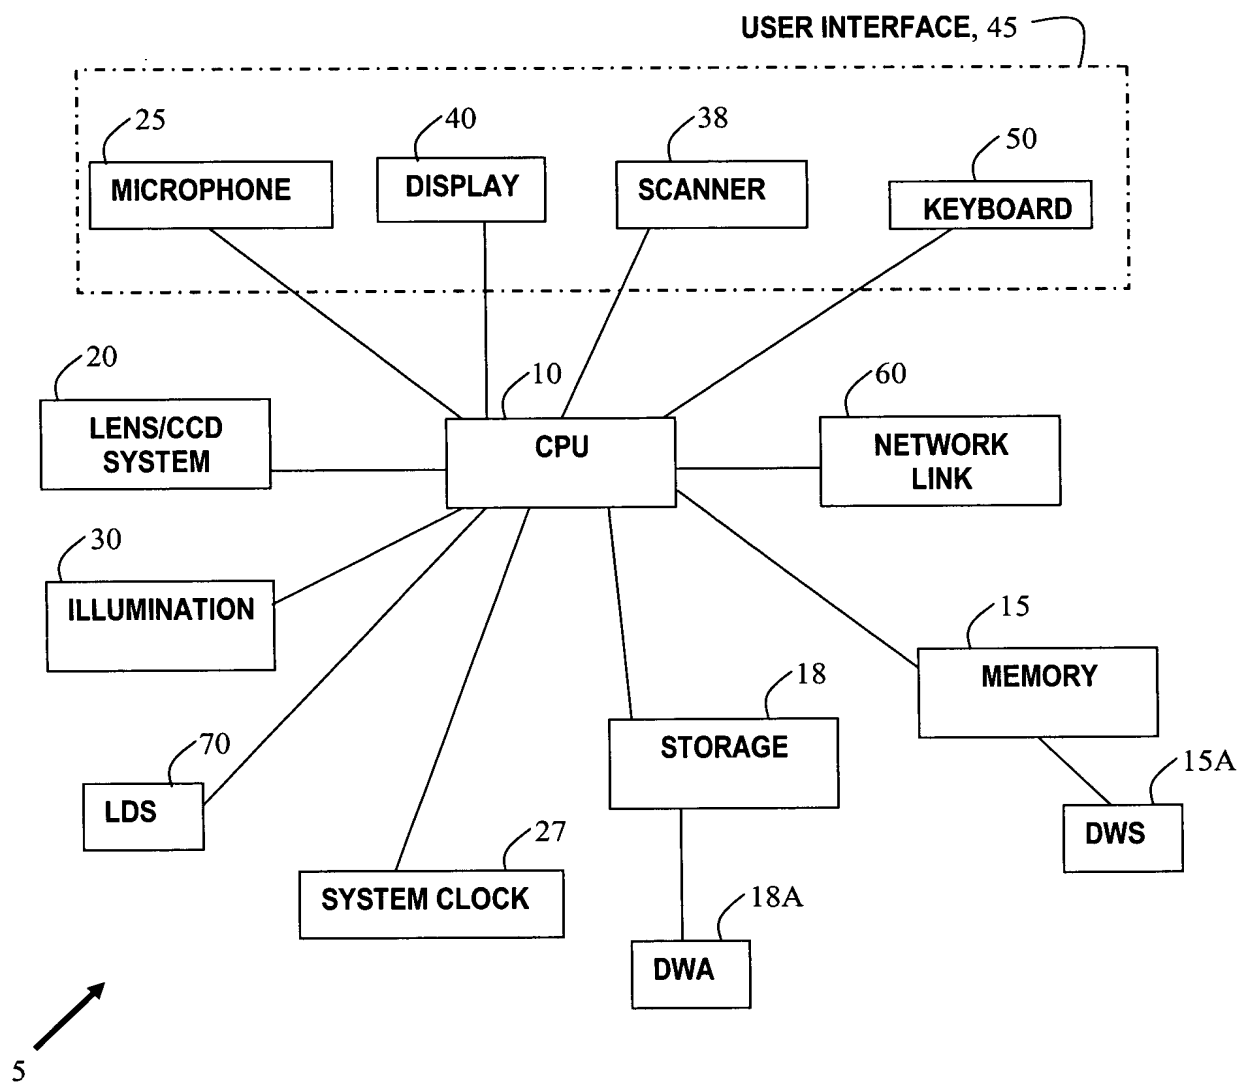 USER INTERFACE, 45
25
40
38
50
MICROPHONE
DISPLAY
SCANNER
KEYBOARD
20
10
60
LENS/CCD
SYSTEM
CPU
NETWORK
LINK
30
ILLUMINATION
15
MEMORY
18
STORAGE
70
LDS
15A
DWS
27
SYSTEM CLOCK
18A
DWA
5